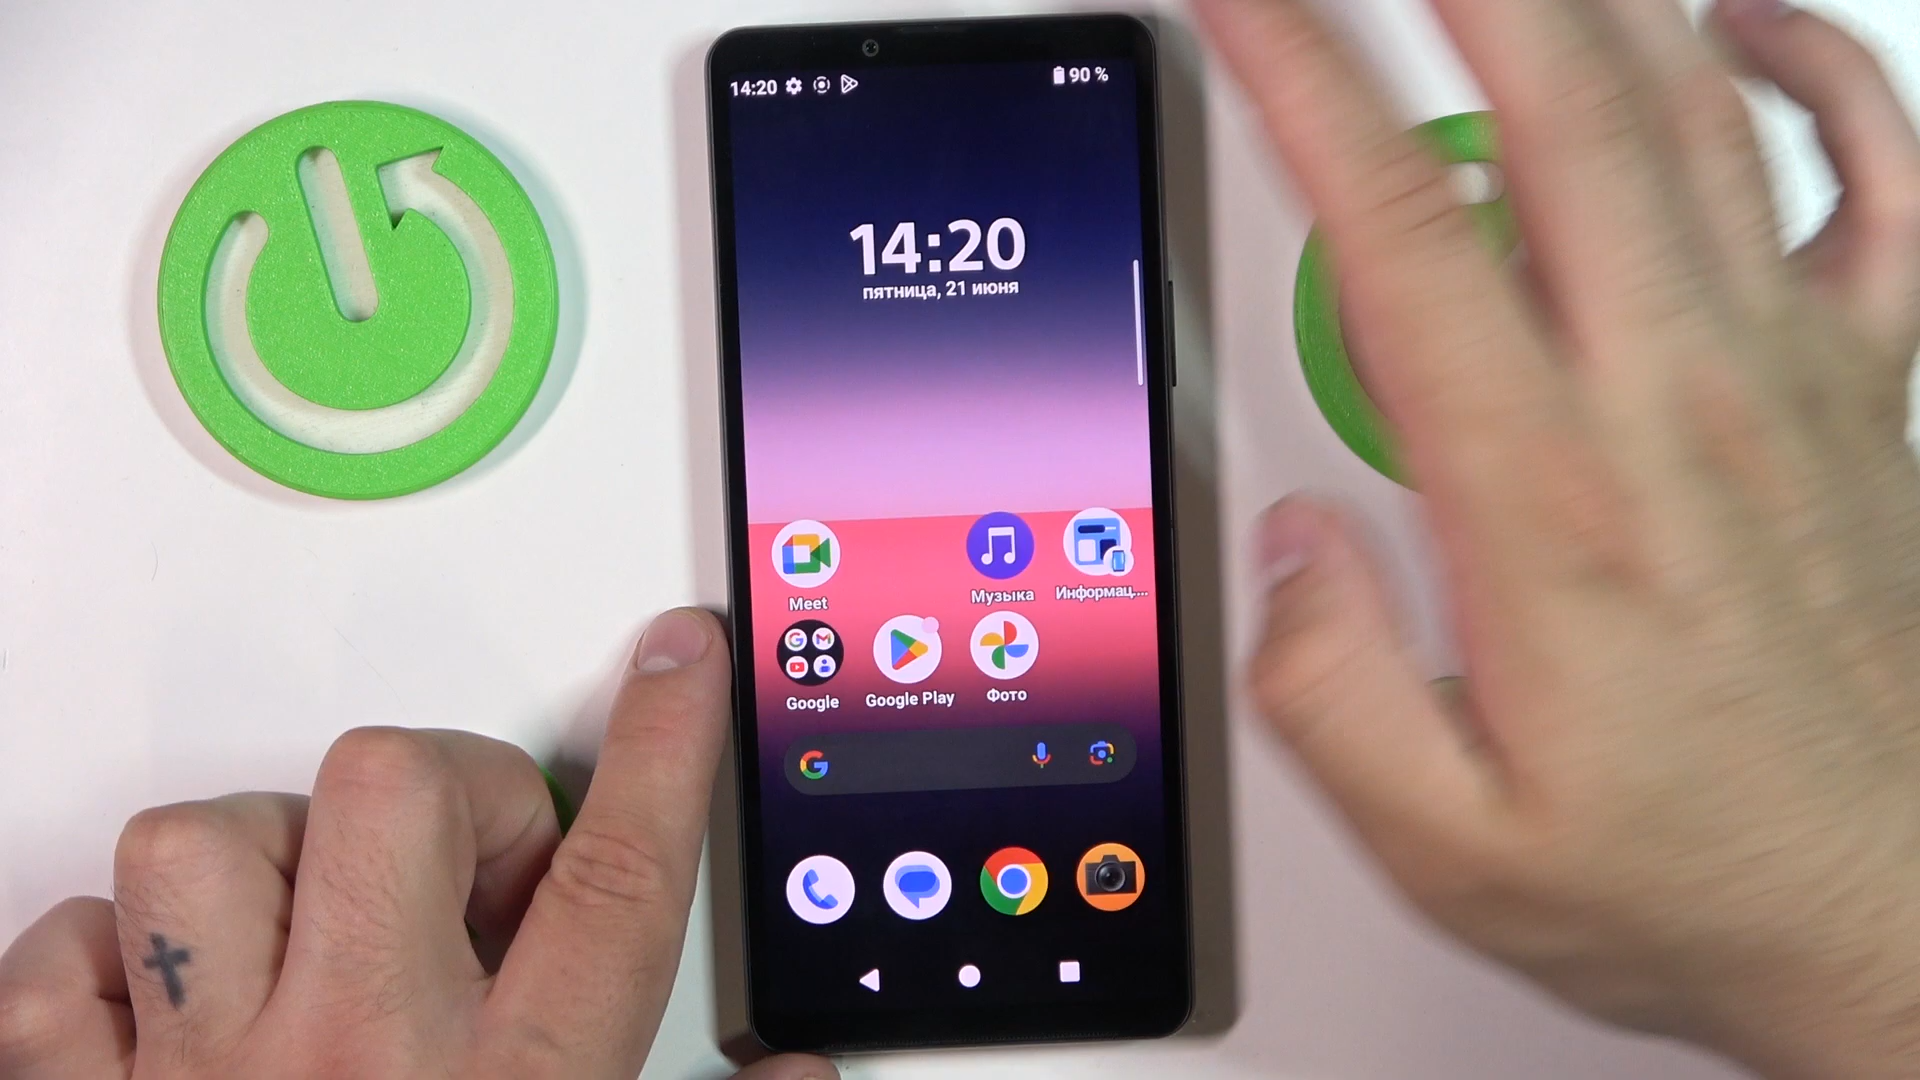 14:20
90 %
14:20
пятница, 21 июня
Meet
Музыка
Информац....
Google
Google Play
Фото